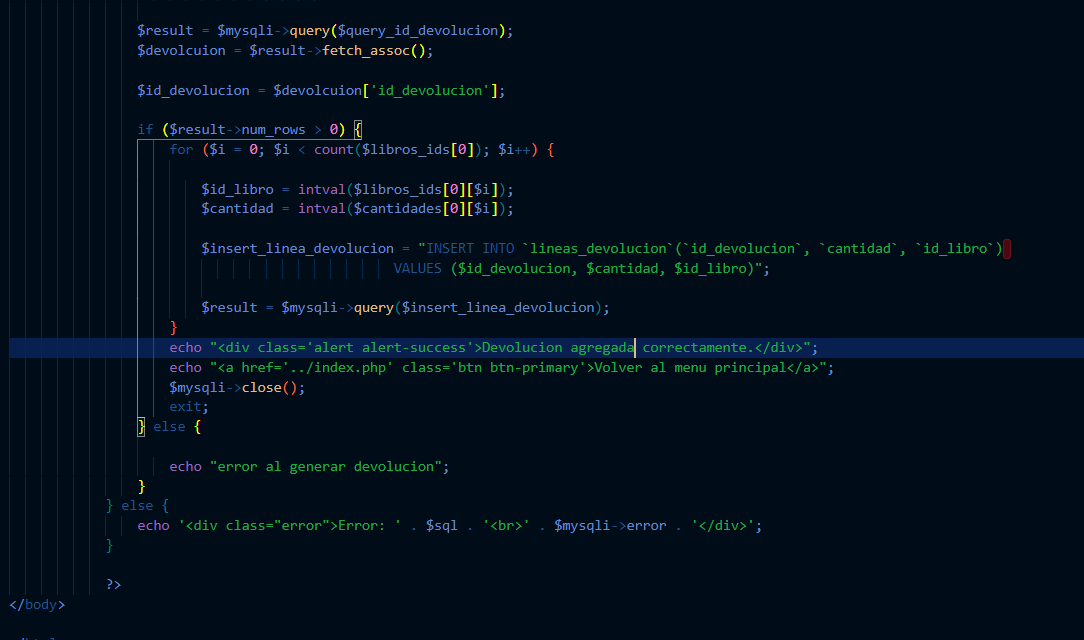 $result = $mysqli->query($query_id_devolucion);
$devolcuion = $result->fetch_assoc();
$id_devolucion = $devolcuion['id_devolucion'];
if ($result->num_rows > 0) {
for ($i = 0; $i < count($libros_ids[0]); $i++) {
$id_libro = intval($libros_ids[0][$i]);
$cantidad = intval($cantidades[0][$i]);
$insert_linea_devolucion = "INSERT INTO `lineas_devolucion`(`id_devolucion`, `cantidad`, `id_libro`)
VALUES ($id_devolucion, $cantidad, $id_libro)";
$result = $mysqli->query($insert_linea_devolucion);
}
echo "<div class='alert alert-success'>Devolucion agregada correctamente.</div>";
echo "<a href='../index.php' class='btn btn-primary'>Volver al menu principal</a>";
$mysqli->close();
exit;
} else {
echo "error al generar devolucion";
}
} else {
echo '<div class="error">Error: ' . $sql . '<br>' . $mysqli->error . '</div>';
}
?>
</body>